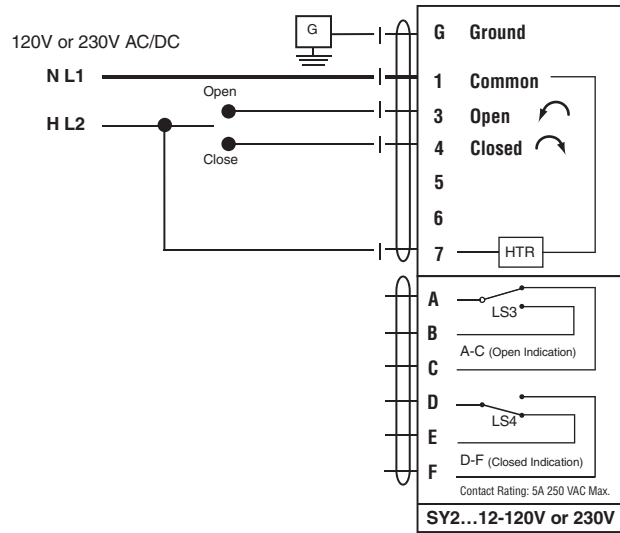 G
G Ground
120V or 230V AC/DC
N L1
1 Common
Open
3 Open
H L2
4 Closed
Close
5
6
7
HTR
A
LS3
B
A-C (Open Indication)
C
D
LS4
E
D-F (Closed Indication)
F
Contact Rating: 5A 250 VAC Max.
SY2...12-120V or 230V